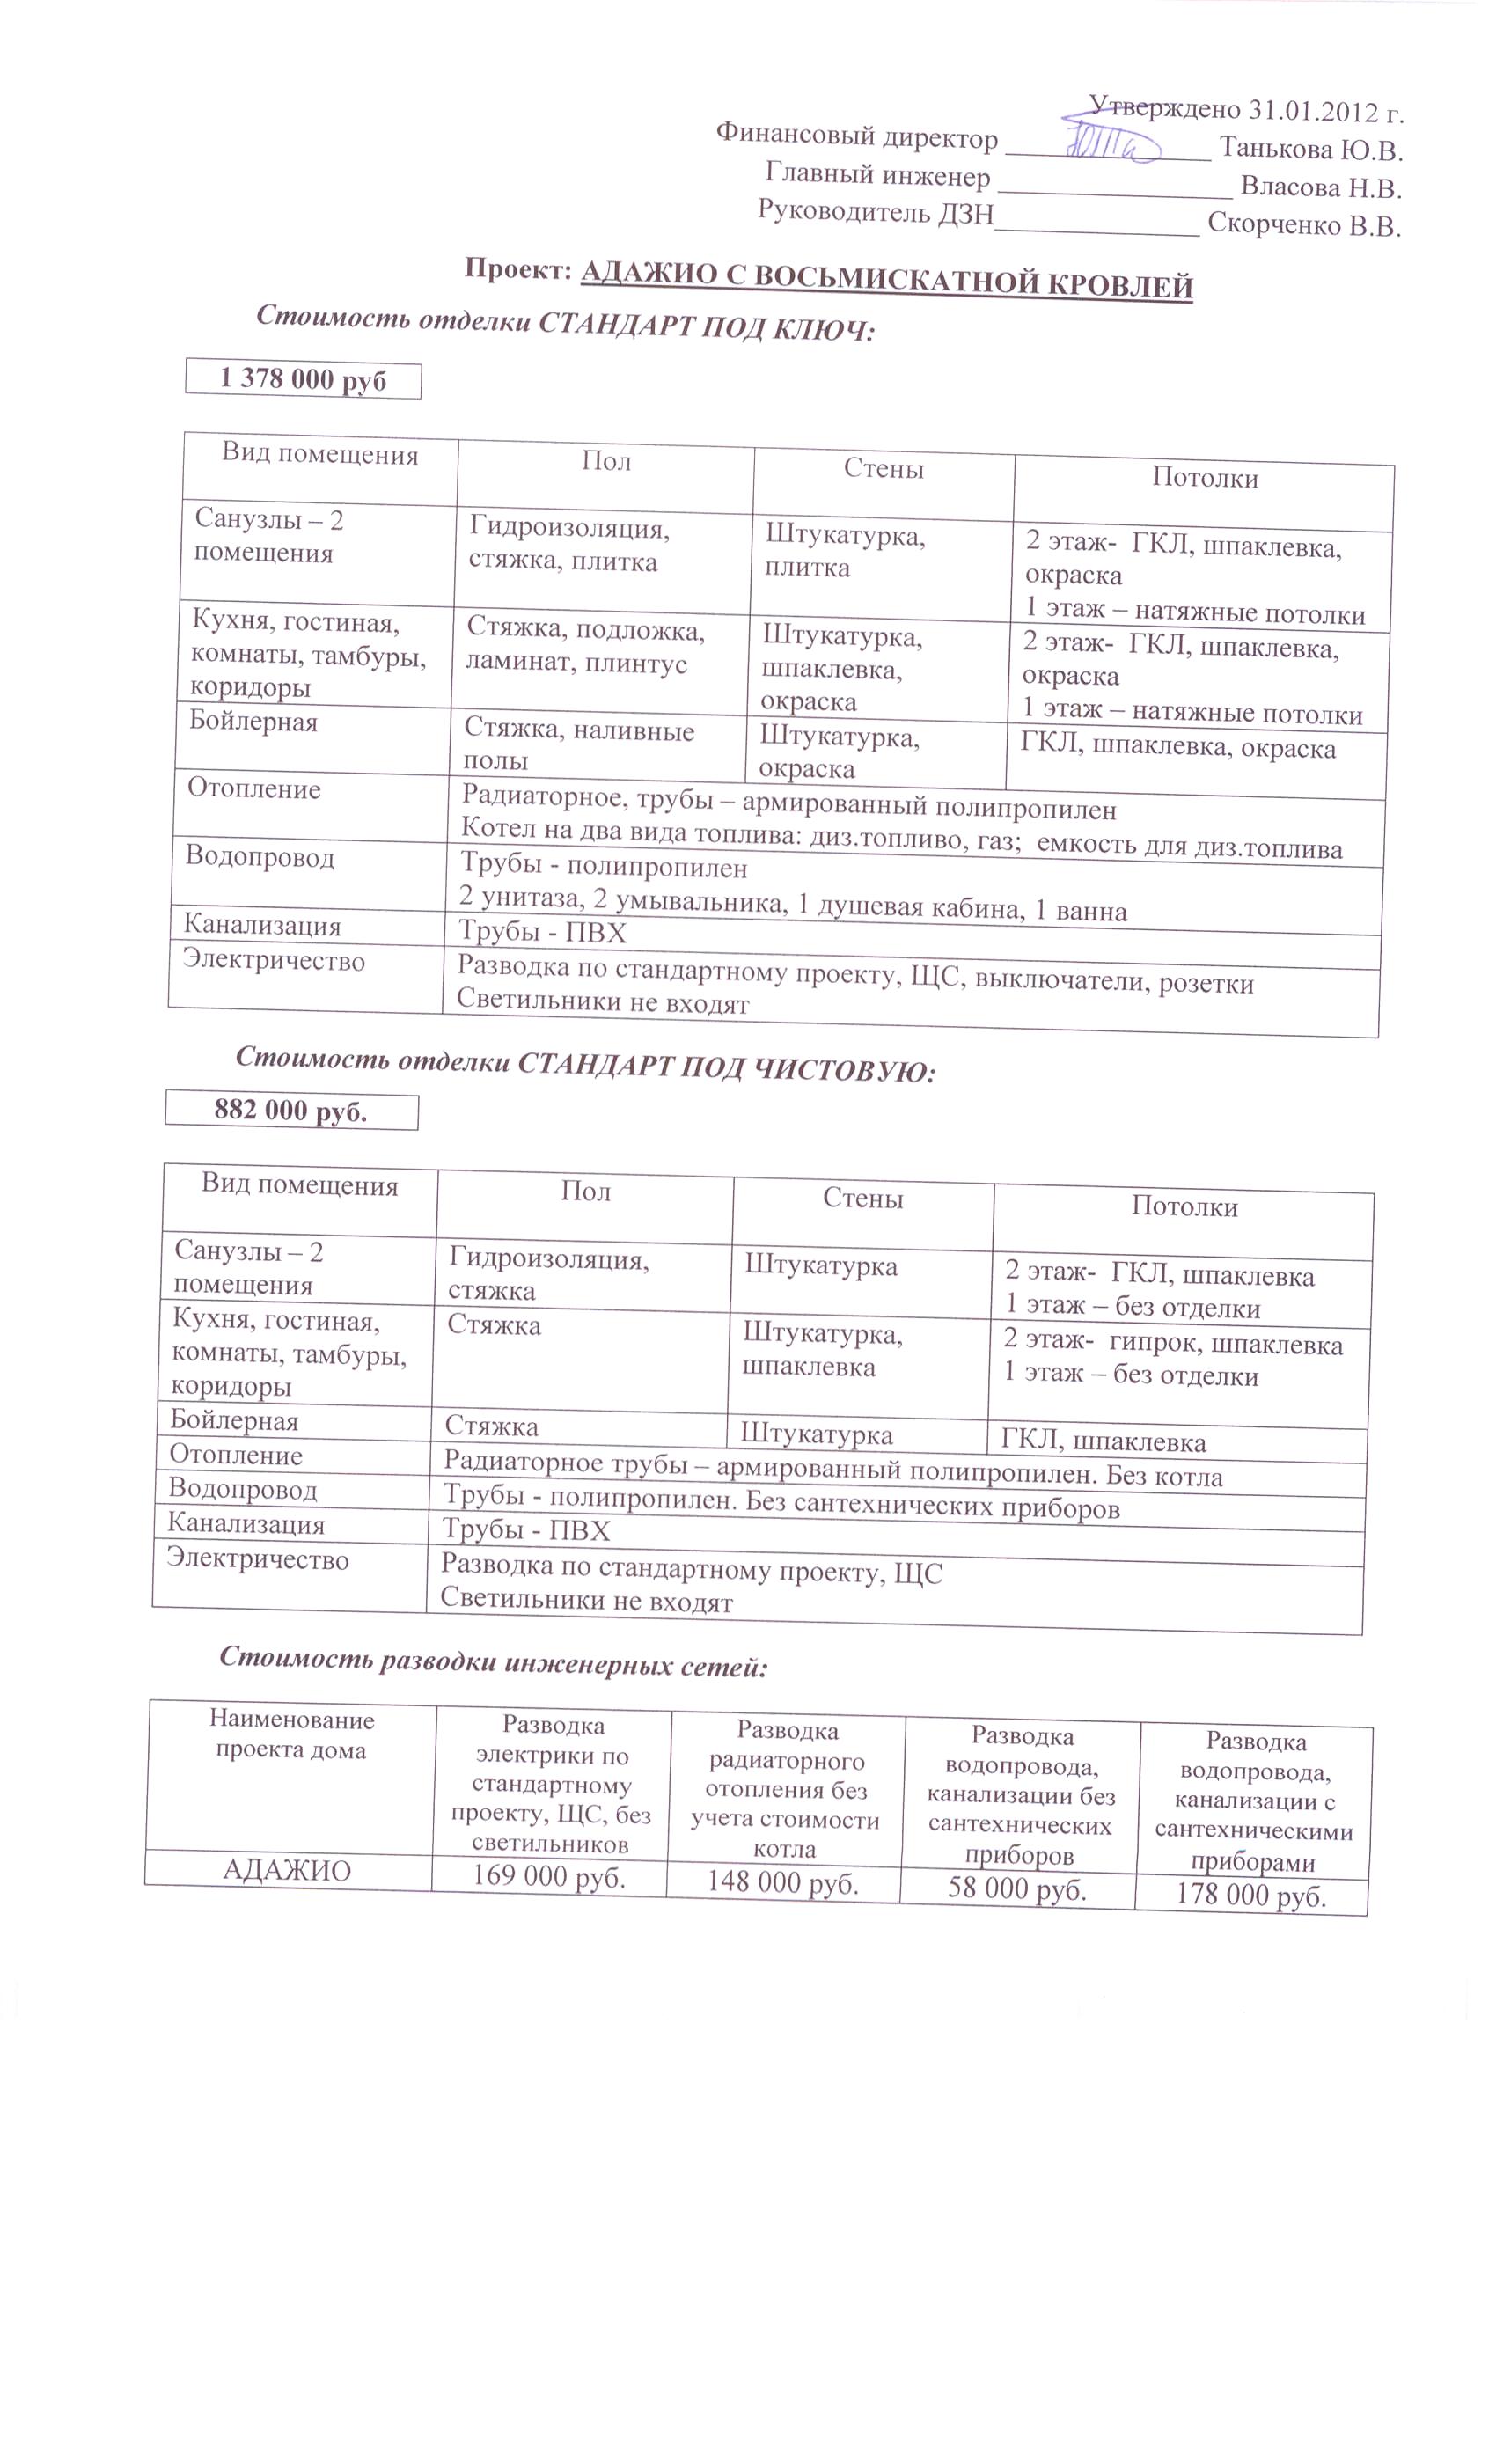 Утверждено 31.01.2012 г.
Финансовый директор ______________ Танькова Ю.В.
Главный инженер ________________ Власова Н.В.
Руководитель ДЗН______________ Скорченко В.В.
Проект: АДАЖИО С ВОСЬМИСКАТНОЙ КРОВЛЕЙ
Стоимость отделки СТАНДАРТ ПОД КЛЮЧ:
1 378 000 руб
Вид помещения
Пол
Стены
Потолки
Санузлы – 2
помещения
Гидроизоляция,
стяжка, плитка
Штукатурка,
плитка
2 этаж- ГКЛ, шпаклевка,
окраска
1 этаж – натяжные потолки
Кухня, гостиная,
комнаты, тамбуры,
коридоры
Стяжка, подложка,
ламинат, плинтус
Штукатурка,
шпаклевка,
окраска
2 этаж- ГКЛ, шпаклевка,
окраска
1 этаж – натяжные потолки
Бойлерная
Стяжка, наливные
полы
Штукатурка,
окраска
ГКЛ, шпаклевка, окраска
Отопление
Радиаторное, трубы – армированный полипропилен
Котел на два вида топлива: диз.топливо, газ; емкость для диз.топлива
Водопровод
Трубы - полипропилен
2 унитаза, 2 умывальника, 1 душевая кабина, 1 ванна
Канализация
Трубы - ПВХ
Электричество
Разводка по стандартному проекту, ЩС, выключатели, розетки
Светильники не входят
Стоимость отделки СТАНДАРТ ПОД ЧИСТОВУЮ:
882 000 руб.
Вид помещения
Пол
Стены
Потолки
Санузлы – 2
помещения
Гидроизоляция,
стяжка
Штукатурка
2 этаж- ГКЛ, шпаклевка
1 этаж – без отделки
Кухня, гостиная,
комнаты, тамбуры,
коридоры
Стяжка
Штукатурка,
шпаклевка
2 этаж- гипрок, шпаклевка
1 этаж – без отделки
Бойлерная
Стяжка
Штукатурка
ГКЛ, шпаклевка
Отопление
Радиаторное трубы – армированный полипропилен. Без котла
Водопровод
Трубы - полипропилен. Без сантехнических приборов
Канализация
Трубы - ПВХ
Электричество
Разводка по стандартному проекту, ЩС
Светильники не входят
Стоимость разводки инженерных сетей:
Наименование
проекта дома
Разводка
электрики по
стандартному
проекту, ЩС, без
светильников
Разводка
радиаторного
отопления без
учета стоимости
котла
Разводка
водопровода,
канализации без
сантехнических
приборов
Разводка
водопровода,
канализации с
сантехническими
приборами
АДАЖИО
169 000 руб.
148 000 руб.
58 000 руб.
178 000 руб.